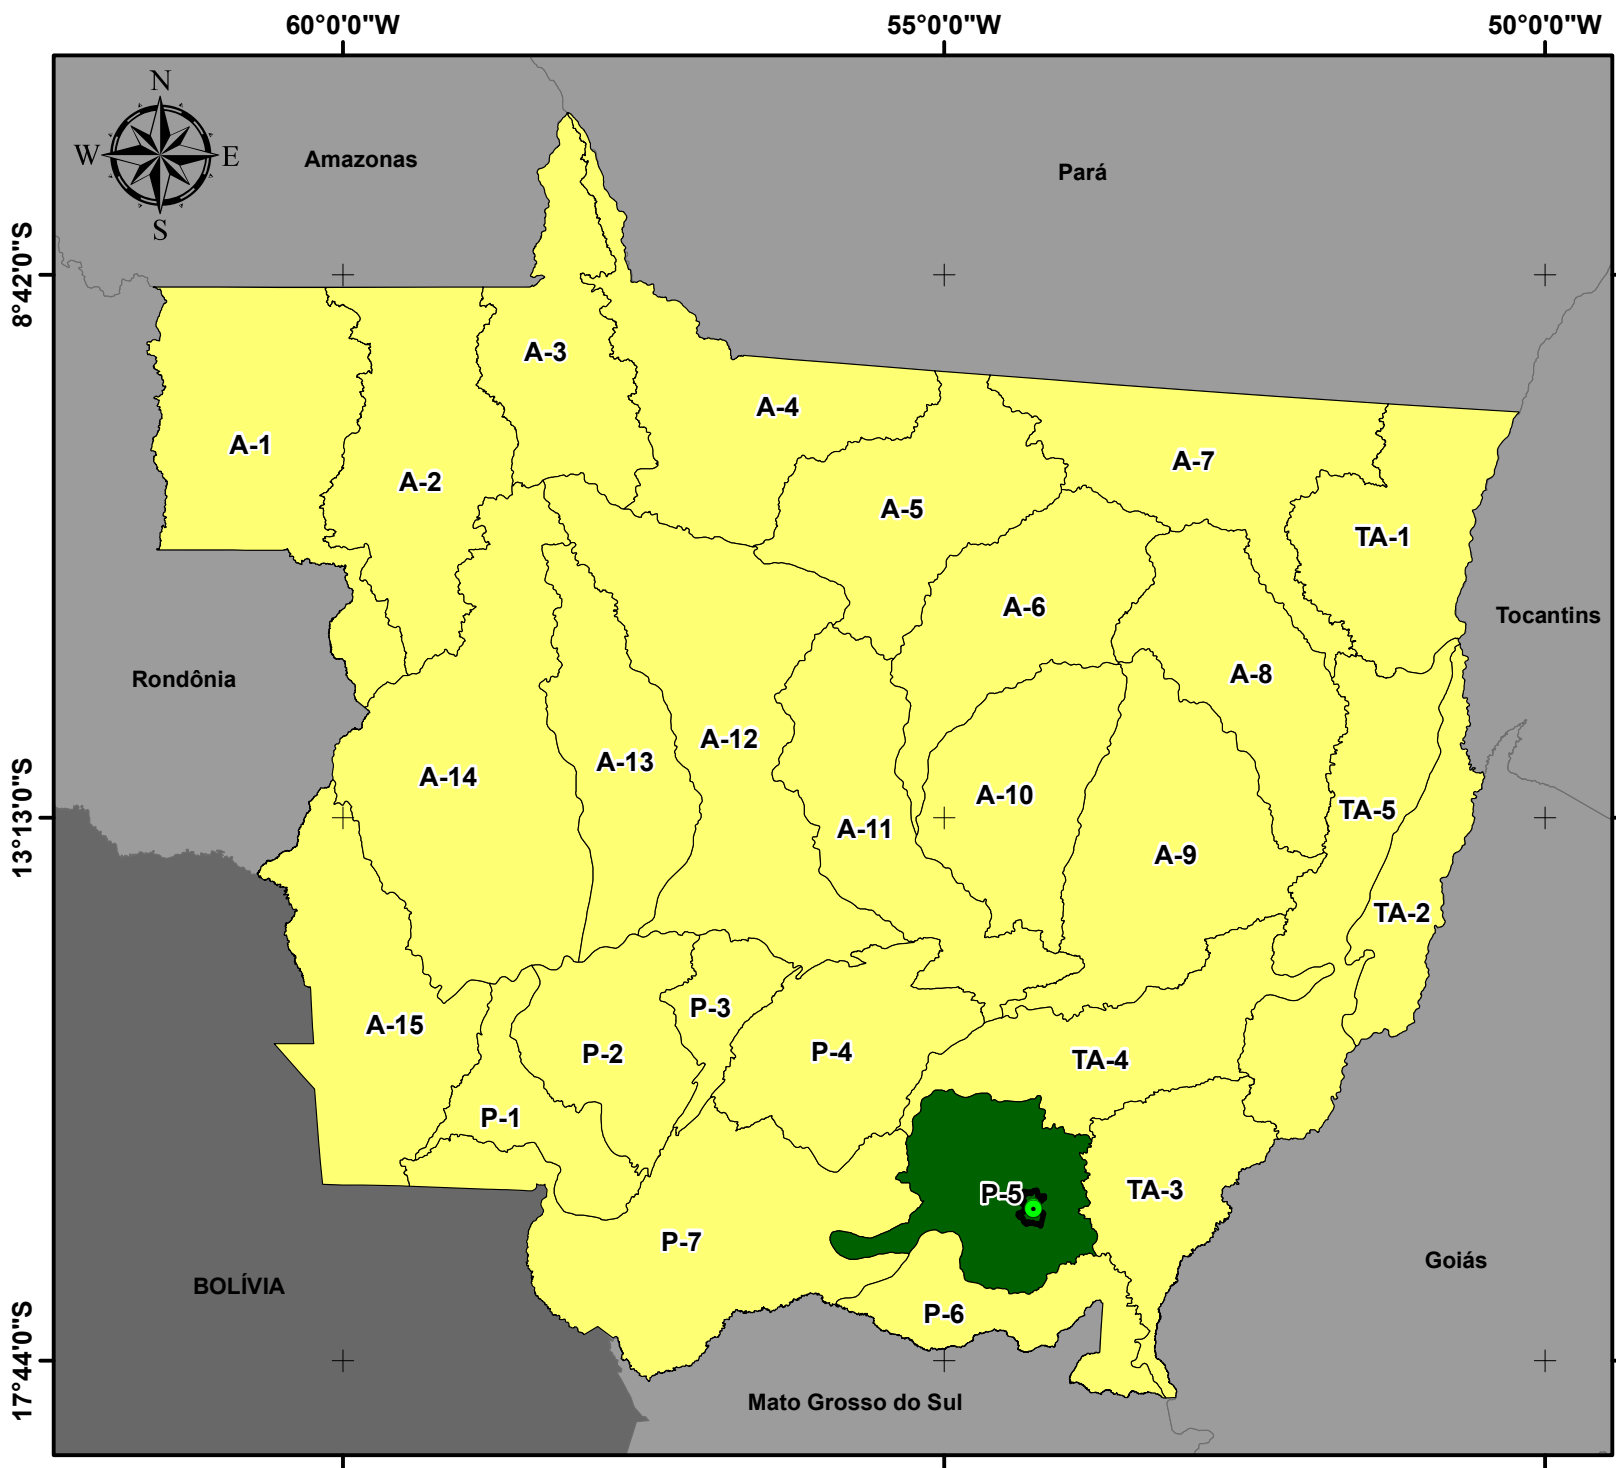 60°0'0"W
55°0'0"W
50°0'0"W
N
W
E
S
Amazonas
Pará
8°42'0"S
A-3
A-4
A-1
A-7
A-2
A-5
TA-1
A-6
Tocantins
Rondônia
A-8
A-12
A-13
A-14
A-10
TA-5
13°13'0"S
A-11
A-9
TA-2
P-3
A-15
P-2
P-4
TA-4
P-1
P-5
TA-3
P-7
Goiás
BOLÍVIA
P-6
17°44'0"S
Mato Grosso do Sul